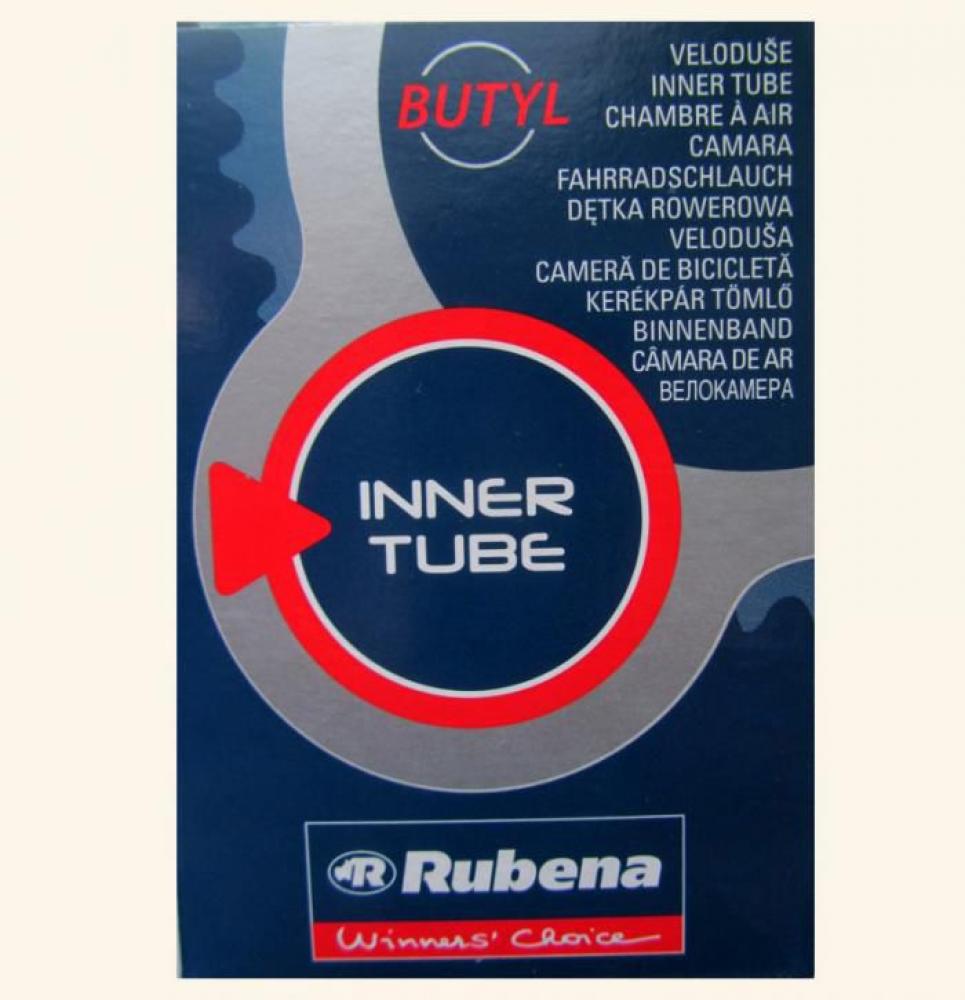 BUTYL
VELODUŠE
INNER TUBE
CHAMBRE À AIR
CAMARA
FAHRRADSCHLAUCH
DĘTKA ROWEROWA
VELODUŠA
CAMERĂ DE BICICLETĂ
KERÉKPÁR TÖMLŐ
BINNENBAND
CÂMARA DE AR
ВЕЛОКАМЕРА
INNER
TUBE
R Rubena
Winners' Choice